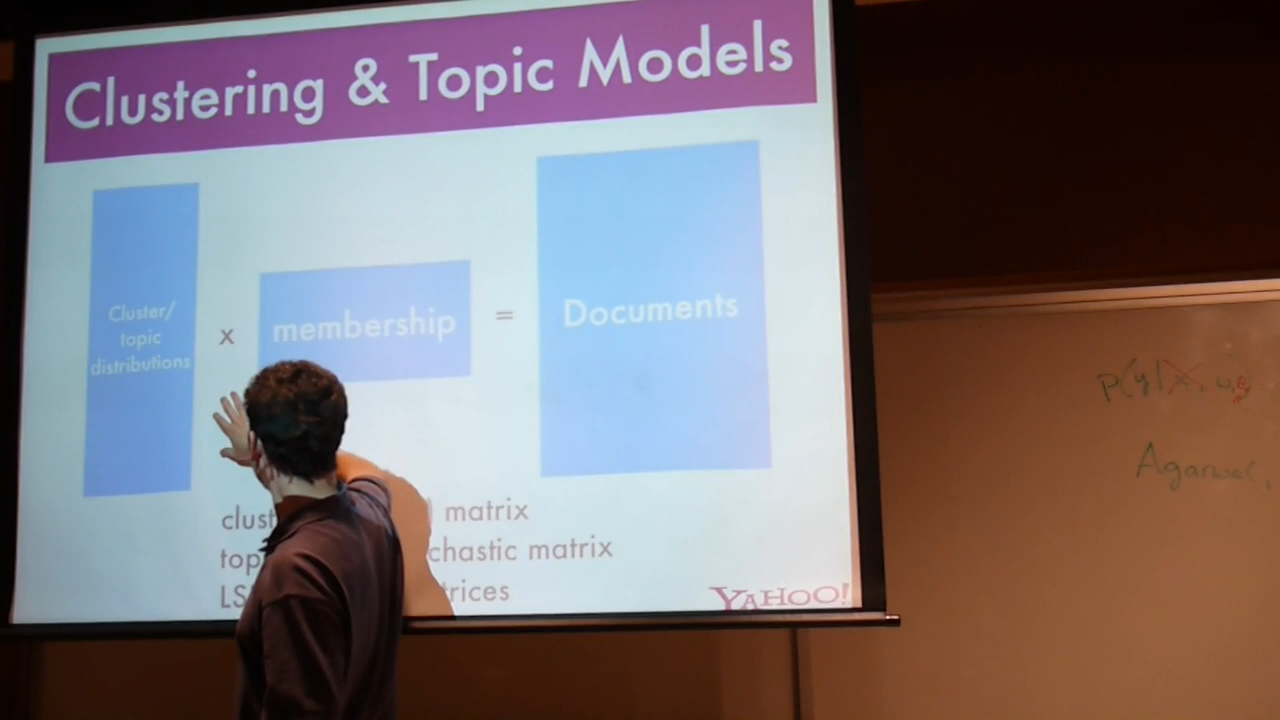 Clustering & Topic Models
Cluster/
topic
distributions
x
membership
=
Documents
clust matrix
top chastic matrix
LS trices
YAHOO!
p(y|x, w,
Agarwal,